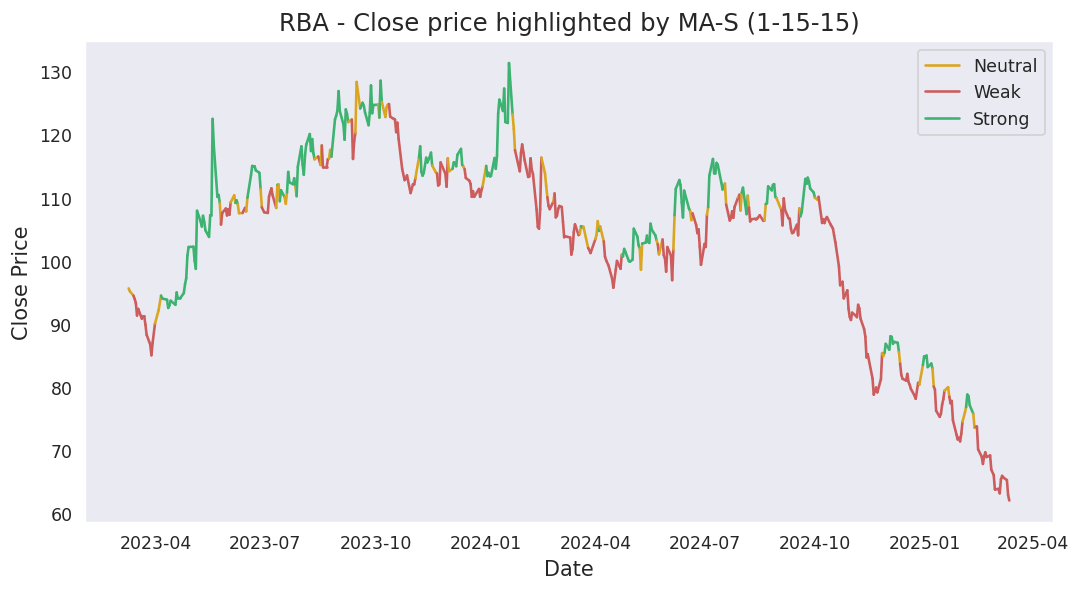 RBA - Close price highlighted by MA-S (1-15-15)
Neutral
Weak
Strong
Close Price
130
120
110
100
90
80
70
60
2023-04
2023-07
2023-10
2024-01
2024-04
2024-07
2024-10
2025-01
2025-04
Date